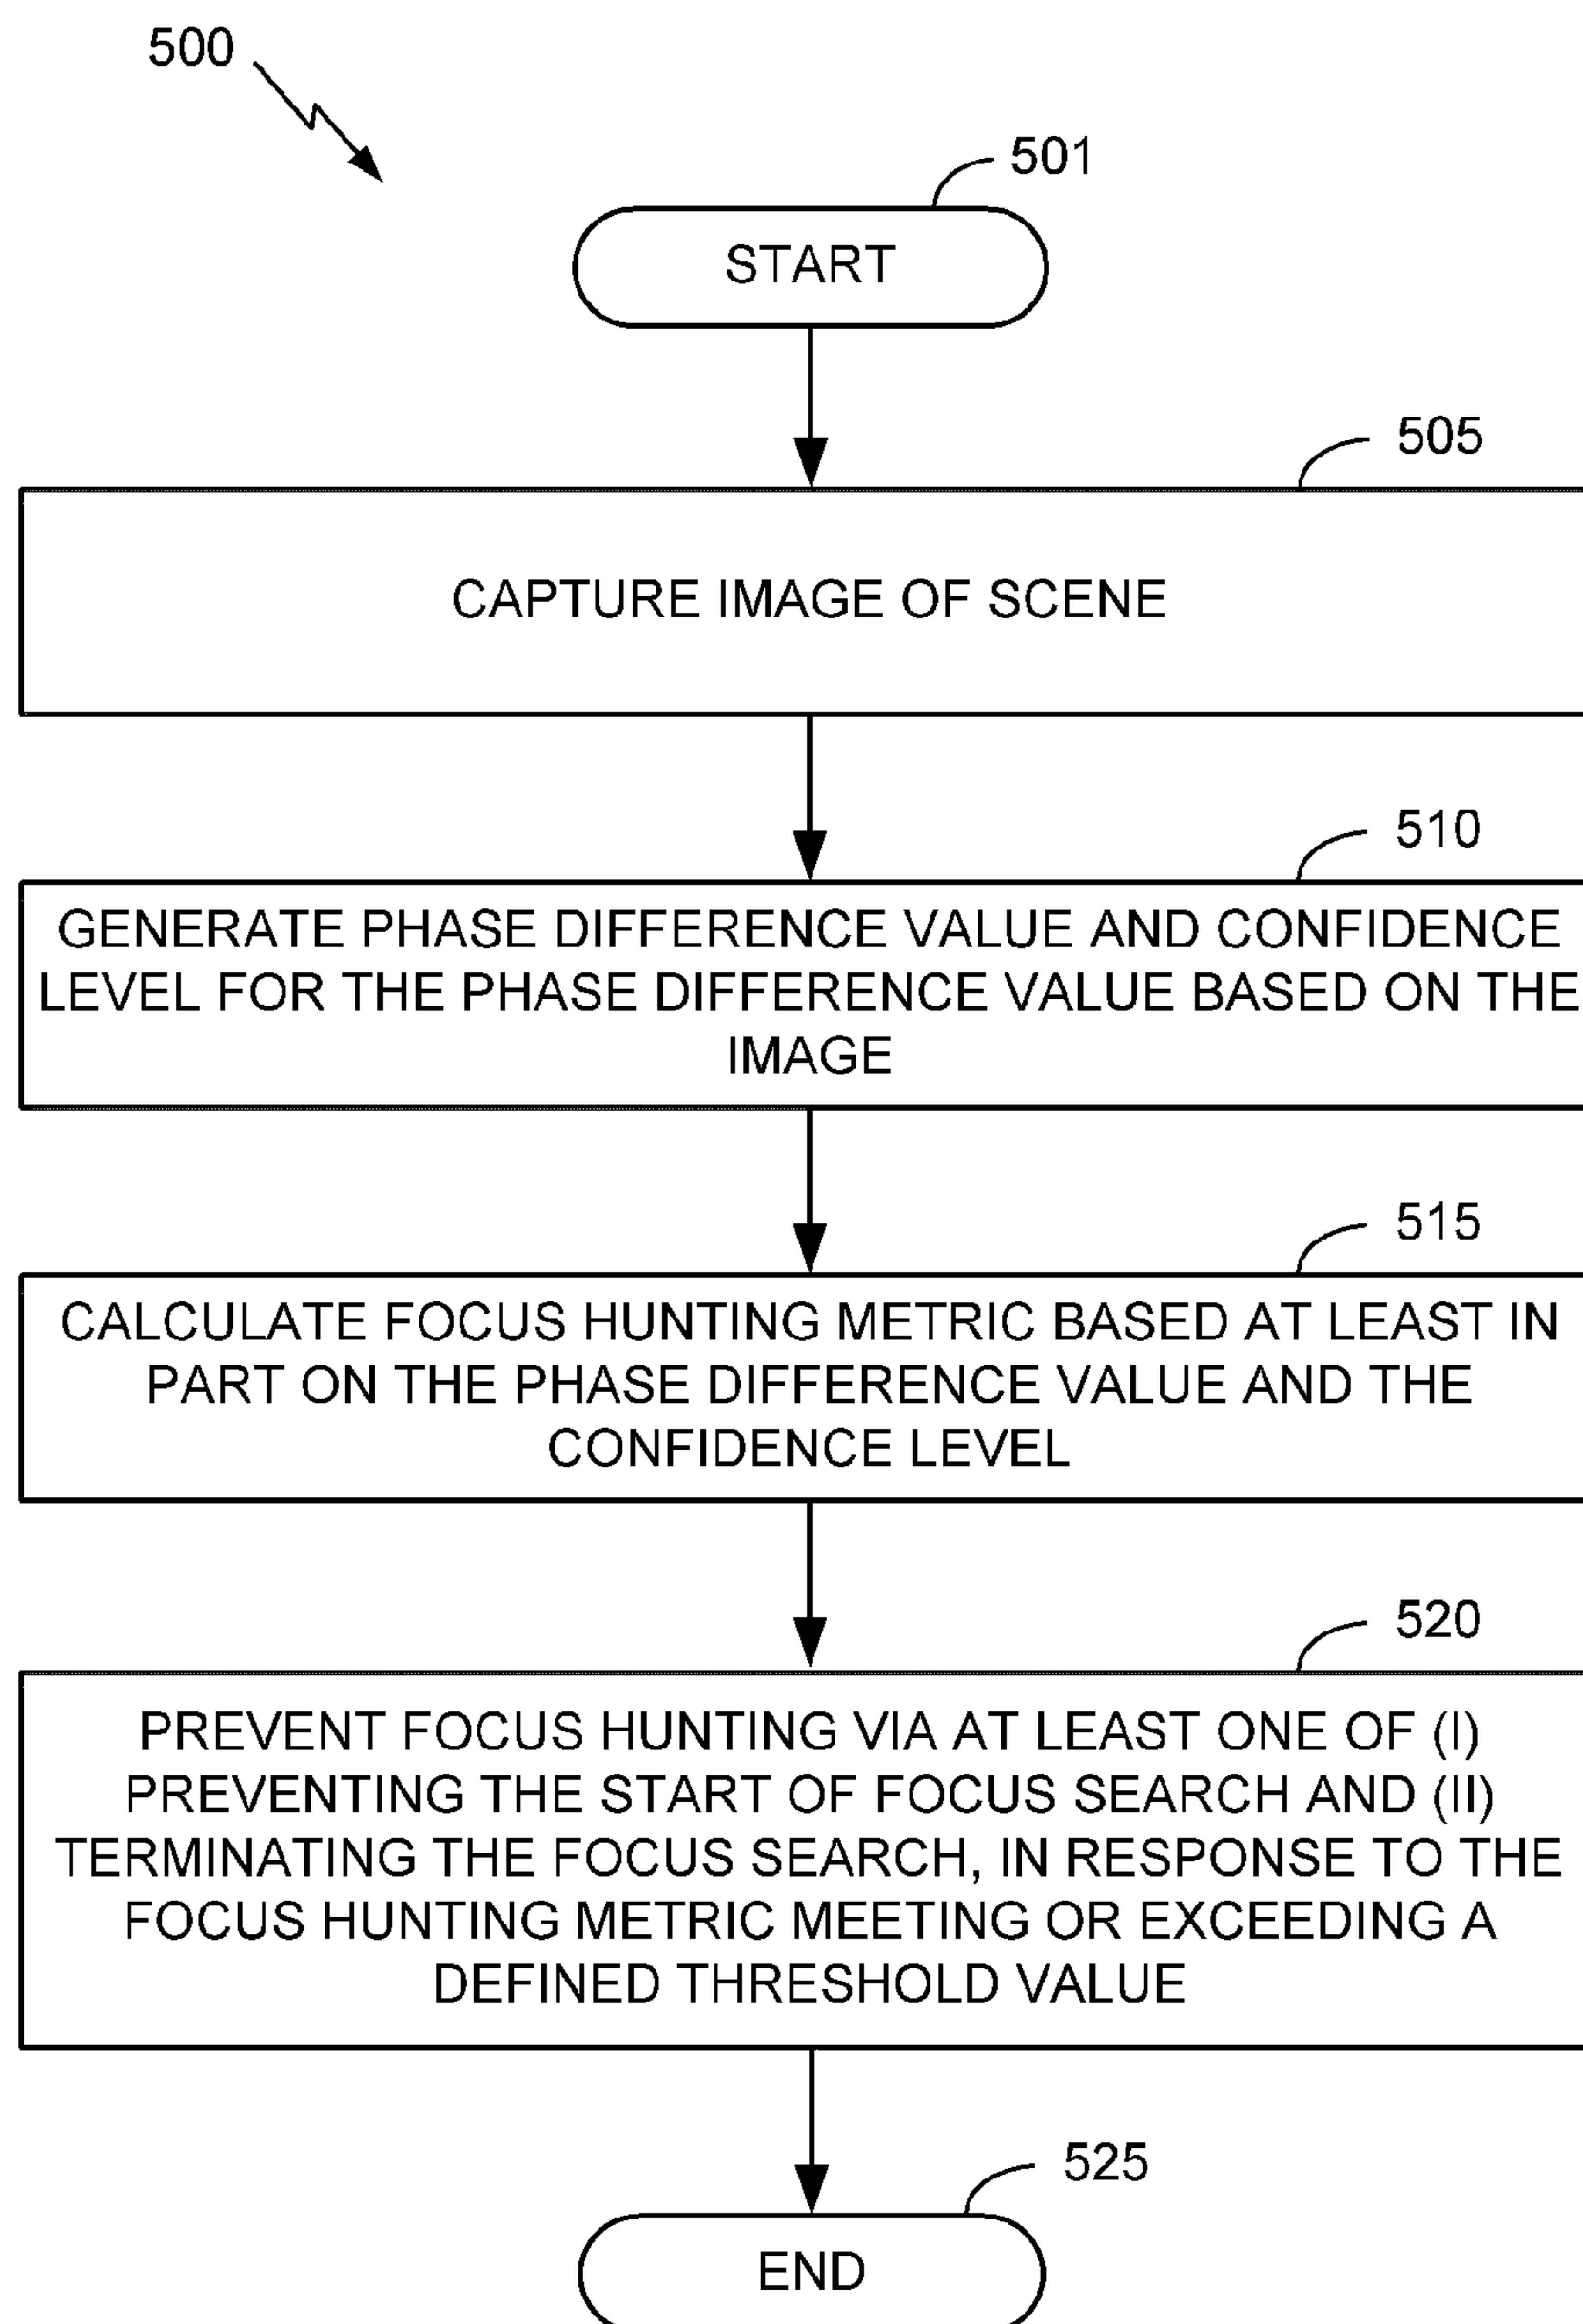 500
501
START
505
CAPTURE IMAGE OF SCENE
510
GENERATE PHASE DIFFERENCE VALUE AND CONFIDENCE
LEVEL FOR THE PHASE DIFFERENCE VALUE BASED ON THE
IMAGE
515
CALCULATE FOCUS HUNTING METRIC BASED AT LEAST IN
PART ON THE PHASE DIFFERENCE VALUE AND THE
CONFIDENCE LEVEL
520
PREVENT FOCUS HUNTING VIA AT LEAST ONE OF (I)
PREVENTING THE START OF FOCUS SEARCH AND (II)
TERMINATING THE FOCUS SEARCH, IN RESPONSE TO THE
FOCUS HUNTING METRIC MEETING OR EXCEEDING A
DEFINED THRESHOLD VALUE
525
END